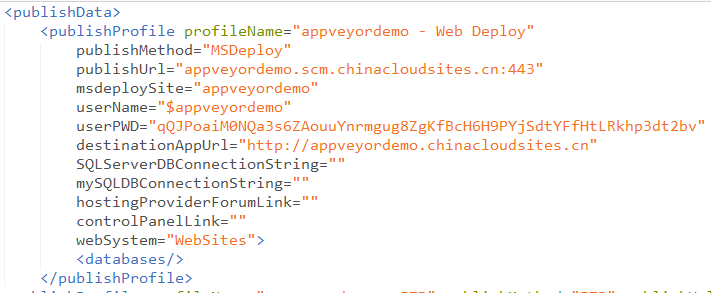 <publishData>
<publishProfile profileName="appveyordemo - Web Deploy"
publishMethod="MSDeploy"
publishUrl="appveyordemo.scm.chinacloudsites.cn:443"
msdeploySite="appveyordemo"
userName="$appveyordemo"
userPWD="qQJPoaiM0NQa3s6ZAouuYnrmgug8ZgKfBcH6H9PYjSdtYFfHtLRkhp3dt2bv"
destinationAppUrl="http://appveyordemo.chinacloudsites.cn"
SQLServerDBConnectionString=""
mySQLDBConnectionString=""
hostingProviderForumLink=""
controlPanelLink=""
webSystem="WebSites">
<databases/>
</publishProfile>